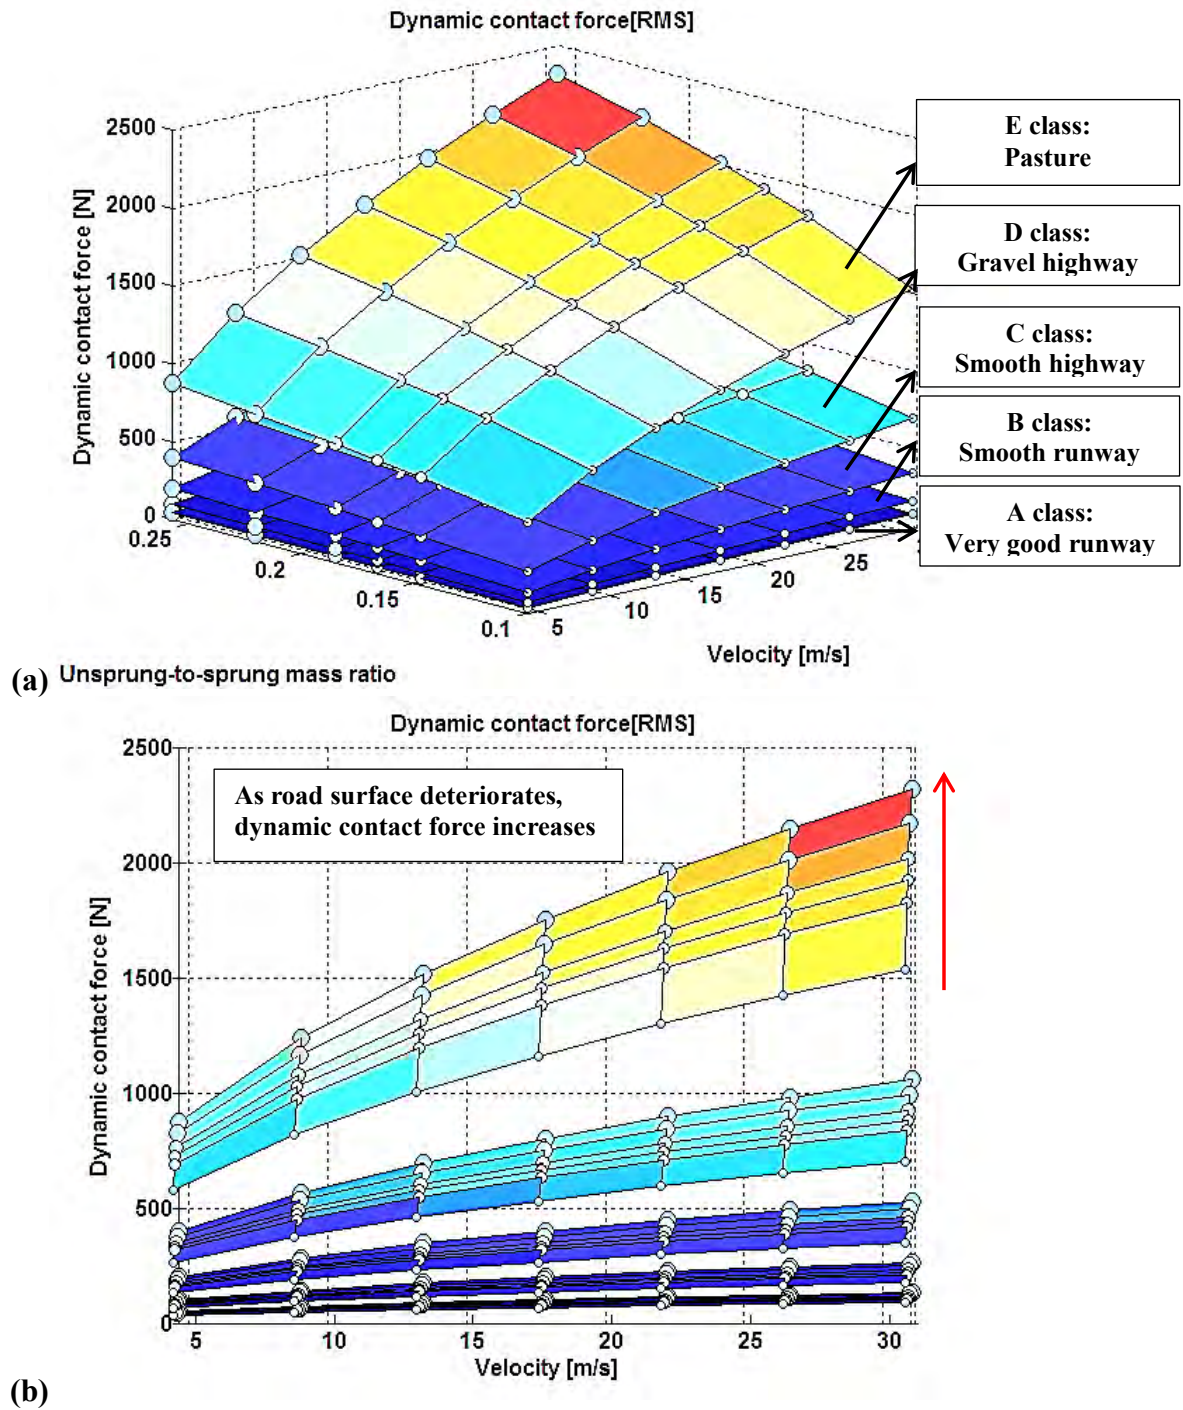 Dynamic contact force[RMS]
2500
2000
1500
1000
500
0
Dynamic contact force [N]
0.25
0.2
0.15
0.1
5
10
15
20
25
Velocity [m/s]
Unsprung-to-sprung mass ratio
E class:
Pasture
D class:
Gravel highway
C class:
Smooth highway
B class:
Smooth runway
A class:
Very good runway
(a)
Dynamic contact force[RMS]
2500
2000
1500
1000
500
0
Dynamic contact force [N]
As road surface deteriorates,
dynamic contact force increases
5
10
15
20
25
30
Velocity [m/s]
(b)